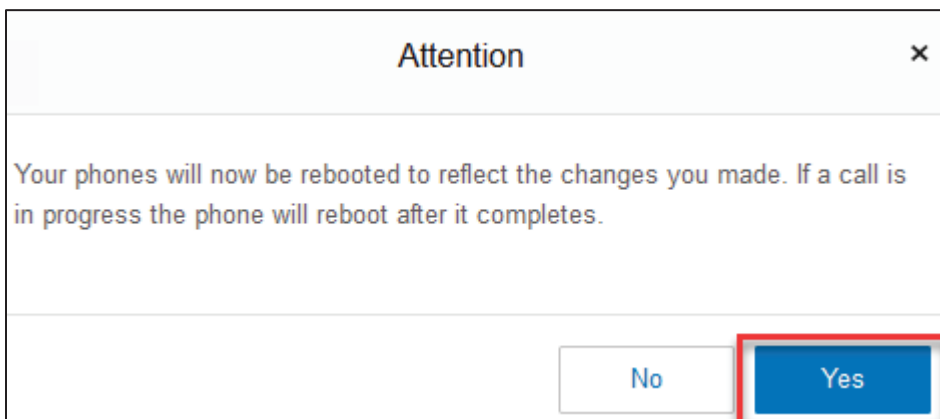 Attention ×
Your phones will now be rebooted to reflect the changes you made. If a call is
in progress the phone will reboot after it completes.
No Yes